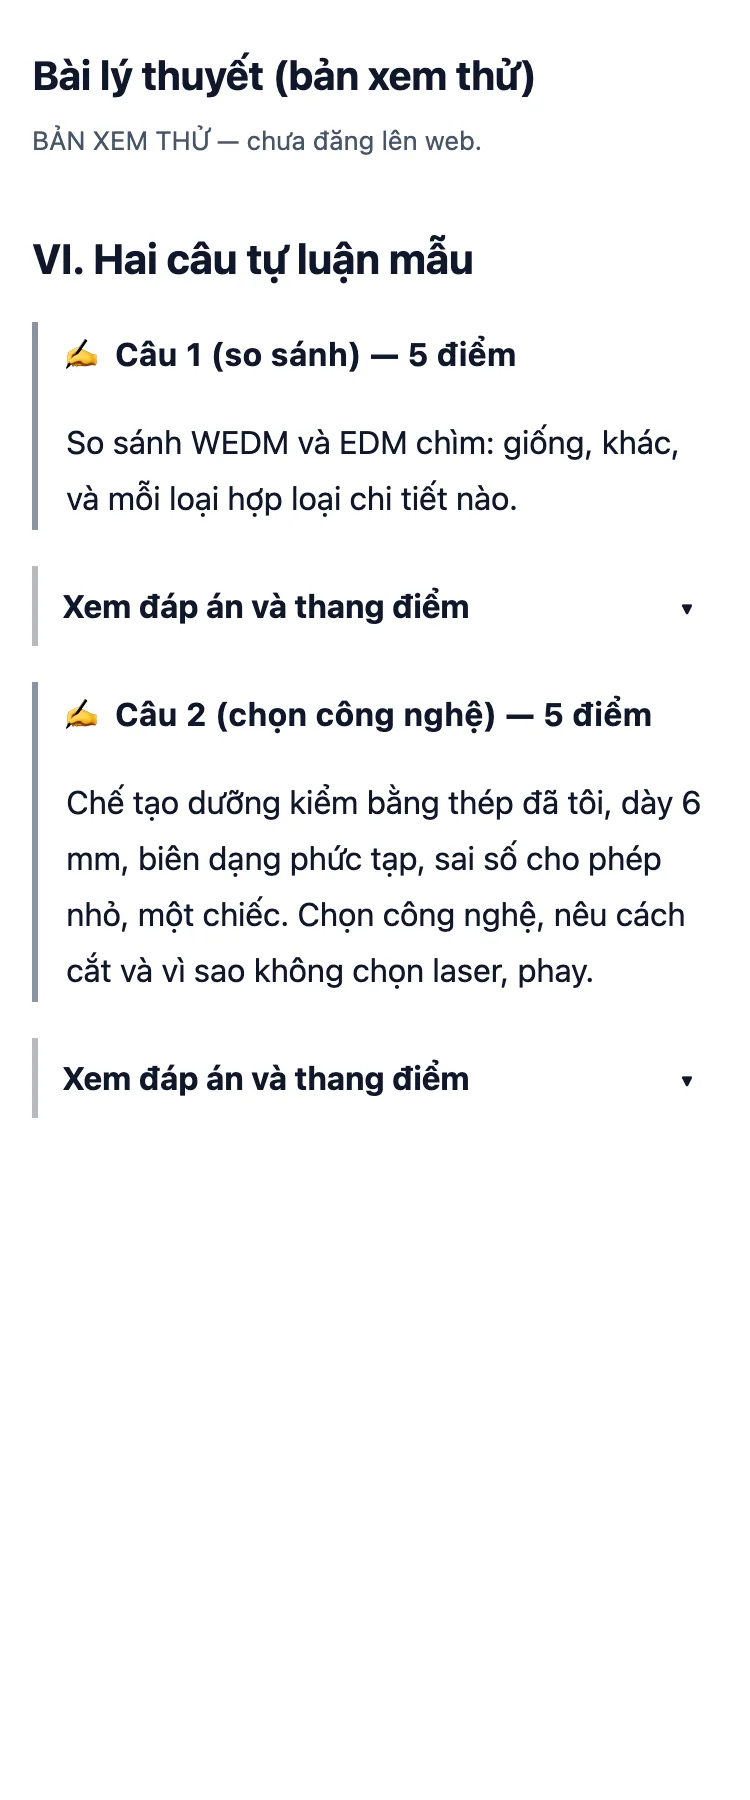 Bài lý thuyết (bản xem thử)
BẢN XEM THỬ — chưa đăng lên web.
VI. Hai câu tự luận mẫu
✍️ Câu 1 (so sánh) — 5 điểm
So sánh WEDM và EDM chìm: giống, khác,
và mỗi loại hợp loại chi tiết nào.
Xem đáp án và thang điểm ▼
✍️ Câu 2 (chọn công nghệ) — 5 điểm
Chế tạo dưỡng kiểm bằng thép đã tôi, dày 6
mm, biên dạng phức tạp, sai số cho phép
nhỏ, một chiếc. Chọn công nghệ, nêu cách
cắt và vì sao không chọn laser, phay.
Xem đáp án và thang điểm ▼